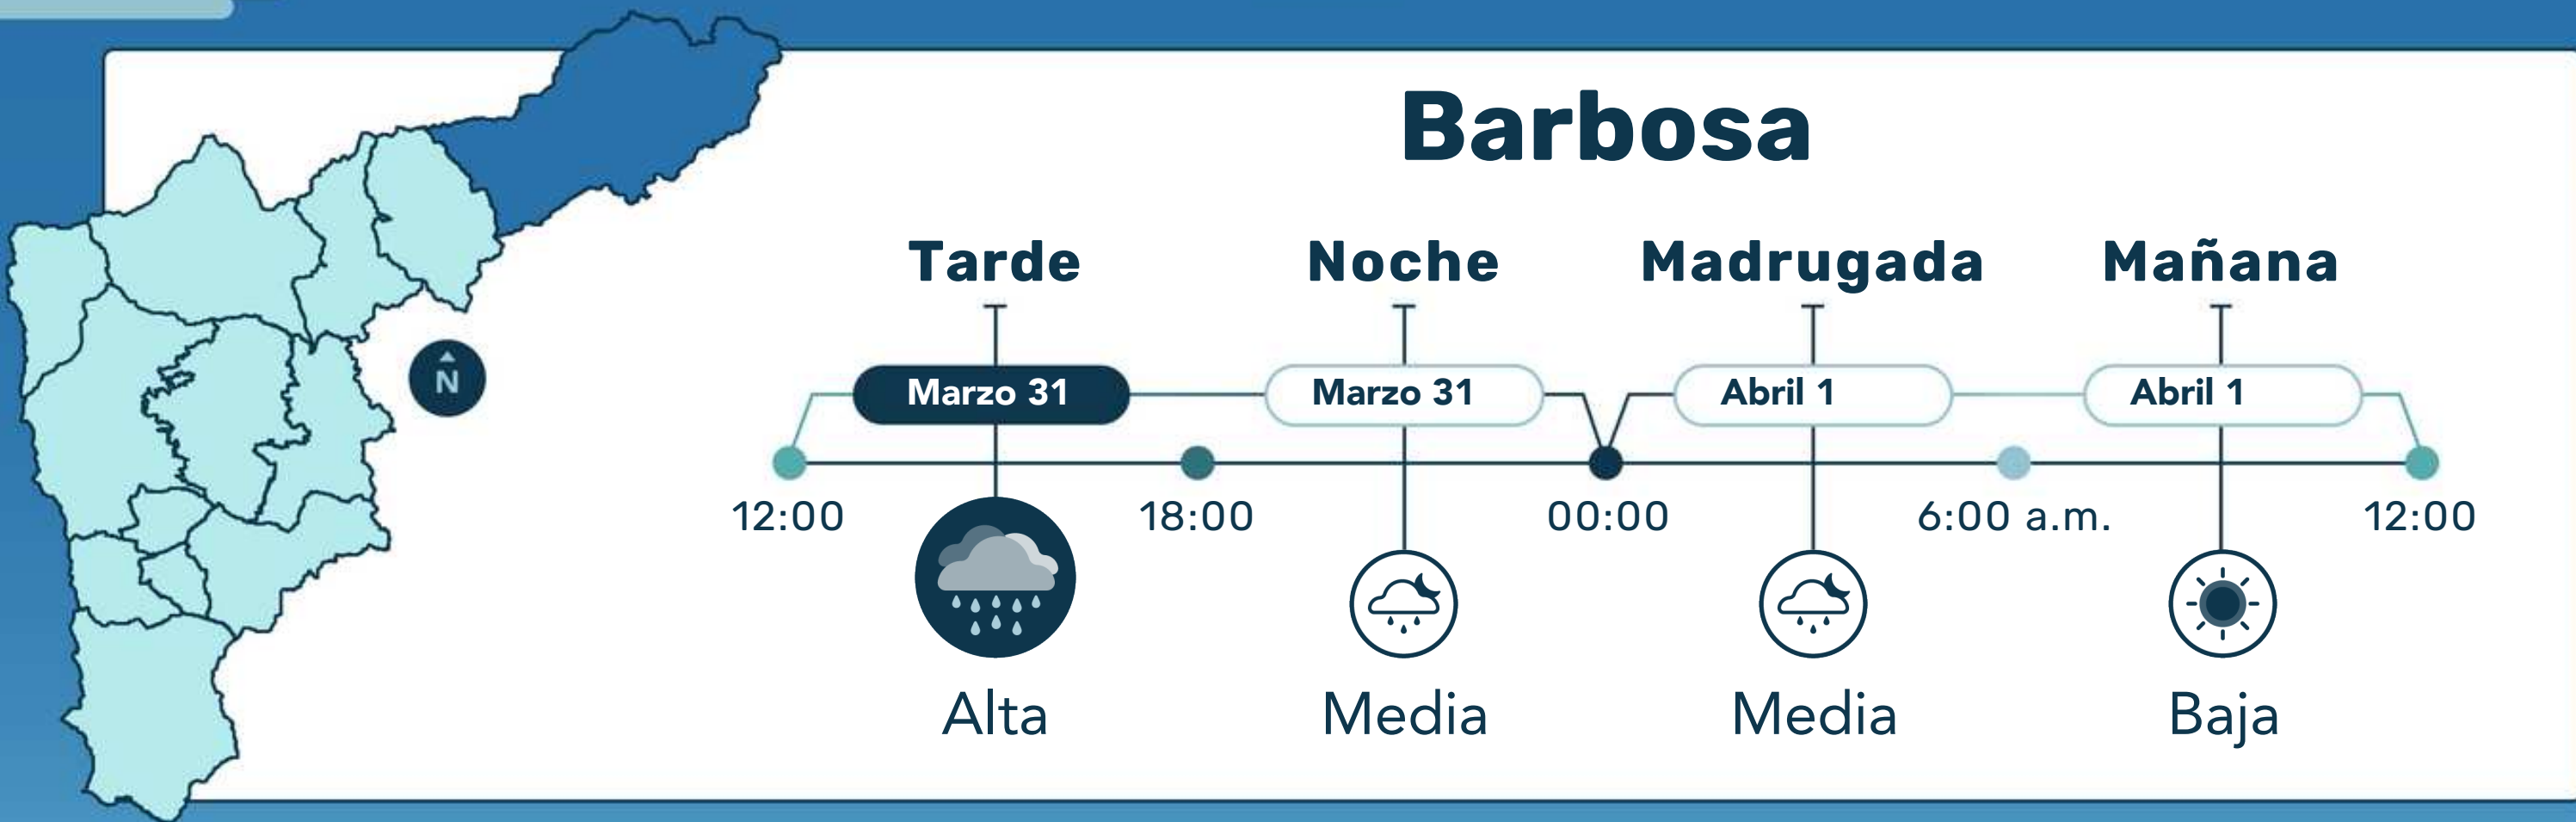 Barbosa
Tarde Noche Madrugada Mañana
Marzo 31 Marzo 31 Abril 1 Abril 1
N
12:00 18:00 00:00 6:00 a.m. 12:00
Alta Media Media Baja